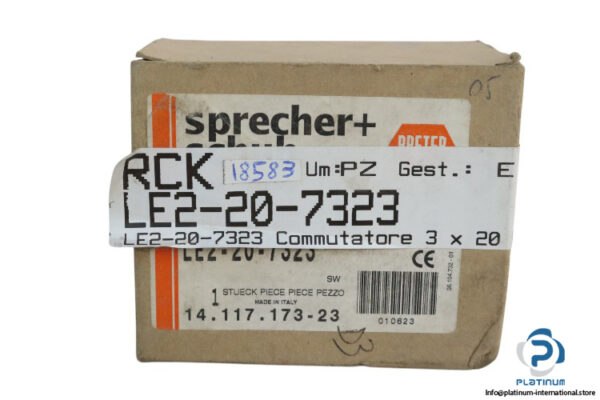 05
sprecher+
schuh
RCK 18583 Um:PZ Gest.: E
LE2-20-7323
LE2-20-7323 Commutatore 3 x 20
LE2-20-7323
SW
1 STUECK PIECE PIECE PEZZO
MADE IN ITALY
14.117.173-23
CE
010623
PLATINUM
Info@platinum-international.store